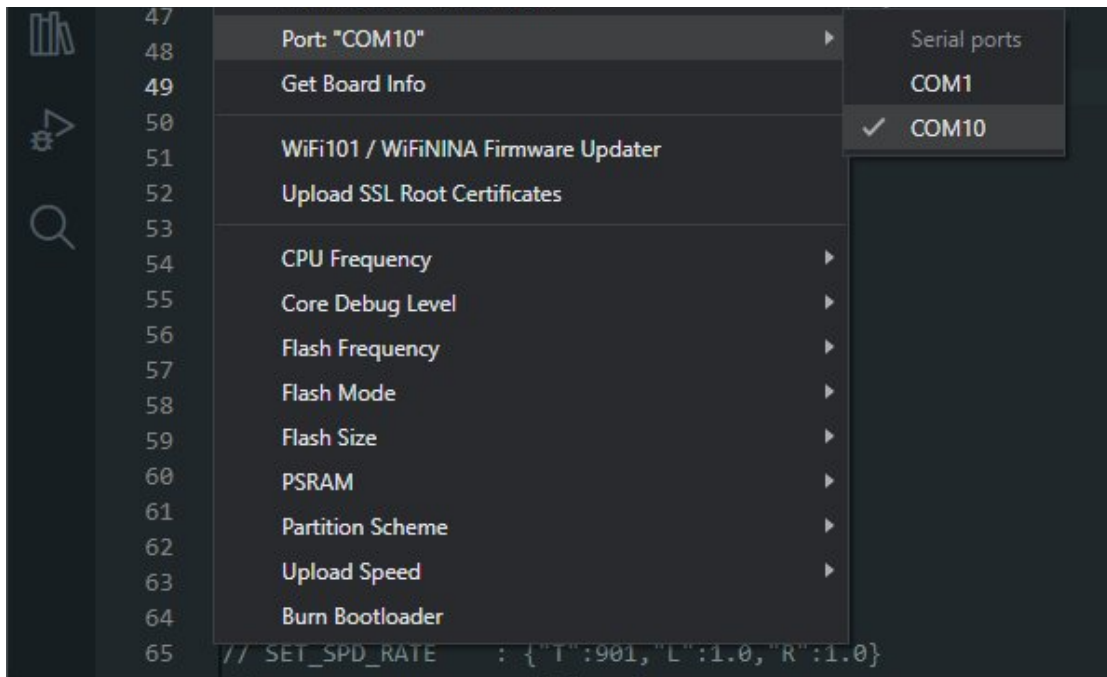 47
Port: "COM10"
Serial ports
48
49
Get Board Info
COM1
50
COM10
51
WiFi101 / WiFiNINA Firmware Updater
52
Upload SSL Root Certificates
53
54
CPU Frequency
55
Core Debug Level
56
Flash Frequency
57
58
Flash Mode
59
Flash Size
60
PSRAM
61
Partition Scheme
62
63
Upload Speed
64
Burn Bootloader
65
// SET_SPD_RATE : {"T":901,"L":1.0,"R":1.0}